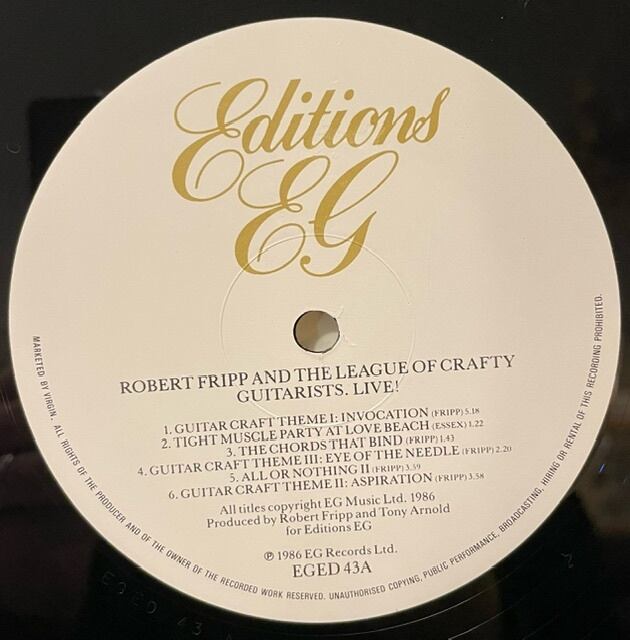 Editions
EG
ROBERT FRIPP AND THE LEAGUE OF CRAFTY
GUITARISTS. LIVE!
1. GUITAR CRAFT THEME I: INVOCATION (FRIPP) 5.18
2. TIGHT MUSCLE PARTY AT LOVE BEACH (ESSEX) 1.22
3. THE CHORDS THAT BIND (FRIPP) 1.43
4. GUITAR CRAFT THEME III: EYE OF THE NEEDLE (FRIPP) 2.20
5. ALL OR NOTHING II (FRIPP) 3.59
6. GUITAR CRAFT THEME II: ASPIRATION (FRIPP) 3.58
All titles copyright EG Music Ltd. 1986
Produced by Robert Fripp and Tony Arnold
for Editions EG
℗ 1986 EG Records Ltd.
EGED 43A
MARKETED BY VIRGIN. ALL RIGHTS OF THE PRODUCER AND OF THE OWNER OF THE RECORDED WORK RESERVED. UNAUTHORISED COPYING, PUBLIC PERFORMANCE, BROADCASTING, HIRING OR RENTAL OF THIS RECORDING PROHIBITED.
EGED 43 A